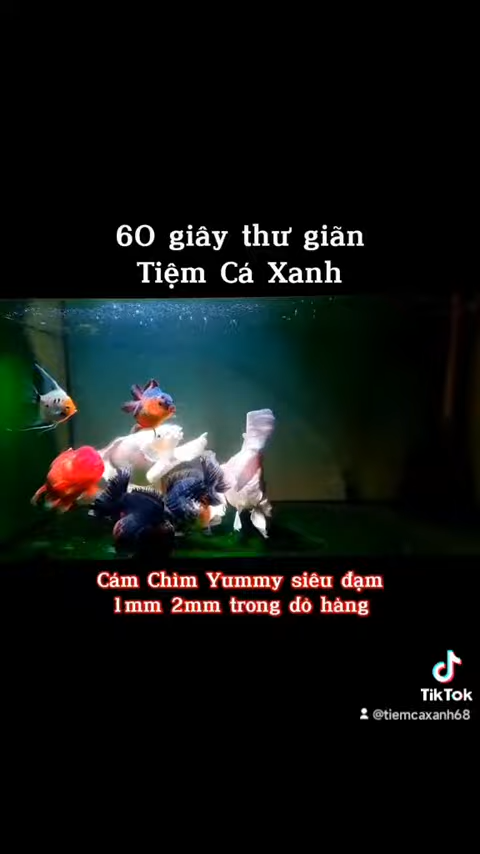 60 giây thư giãn
Tiệm Cá Xanh
Cám Chìm Yummy siêu đạm
1mm 2mm trong dỏ hàng
TikTok
@tiemcaxanh68